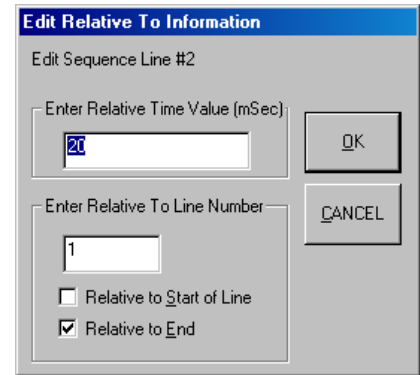 Edit Relative To Information
Edit Sequence Line #2
Enter Relative Time Value (mSec)
20
OK
Enter Relative To Line Number
CANCEL
1
Relative to Start of Line
Relative to End